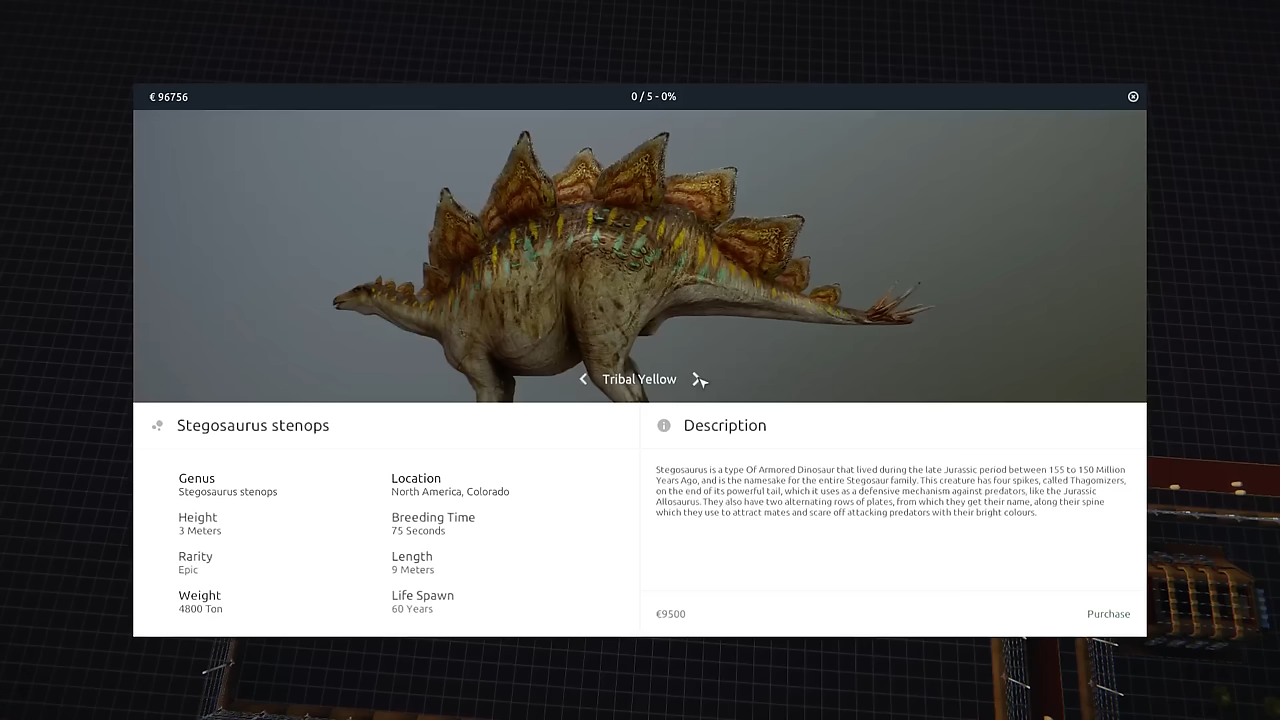 € 96756
0 / 5 - 0%
Tribal Yellow
Stegosaurus stenops
Genus
Stegosaurus stenops
Height
3 Meters
Rarity
Epic
Weight
4800 Ton
Location
North America, Colorado
Breeding Time
75 Seconds
Length
9 Meters
Life Spawn
60 Years
Description
Stegosaurus is a type Of Armored Dinosaur that lived during the late Jurassic period between 155 to 150 Million
Years Ago, and is the namesake for the entire Stegosaur family. This creature has four spikes, called Thagomizers,
on the end of its powerful tail, which it uses as a defensive mechanism against predators, like the Jurassic
Allosaurus. They also have two alternating rows of plates, from which they get their name, along their spine
which they use to attract mates and scare off attacking predators with their bright colours.
€9500
Purchase